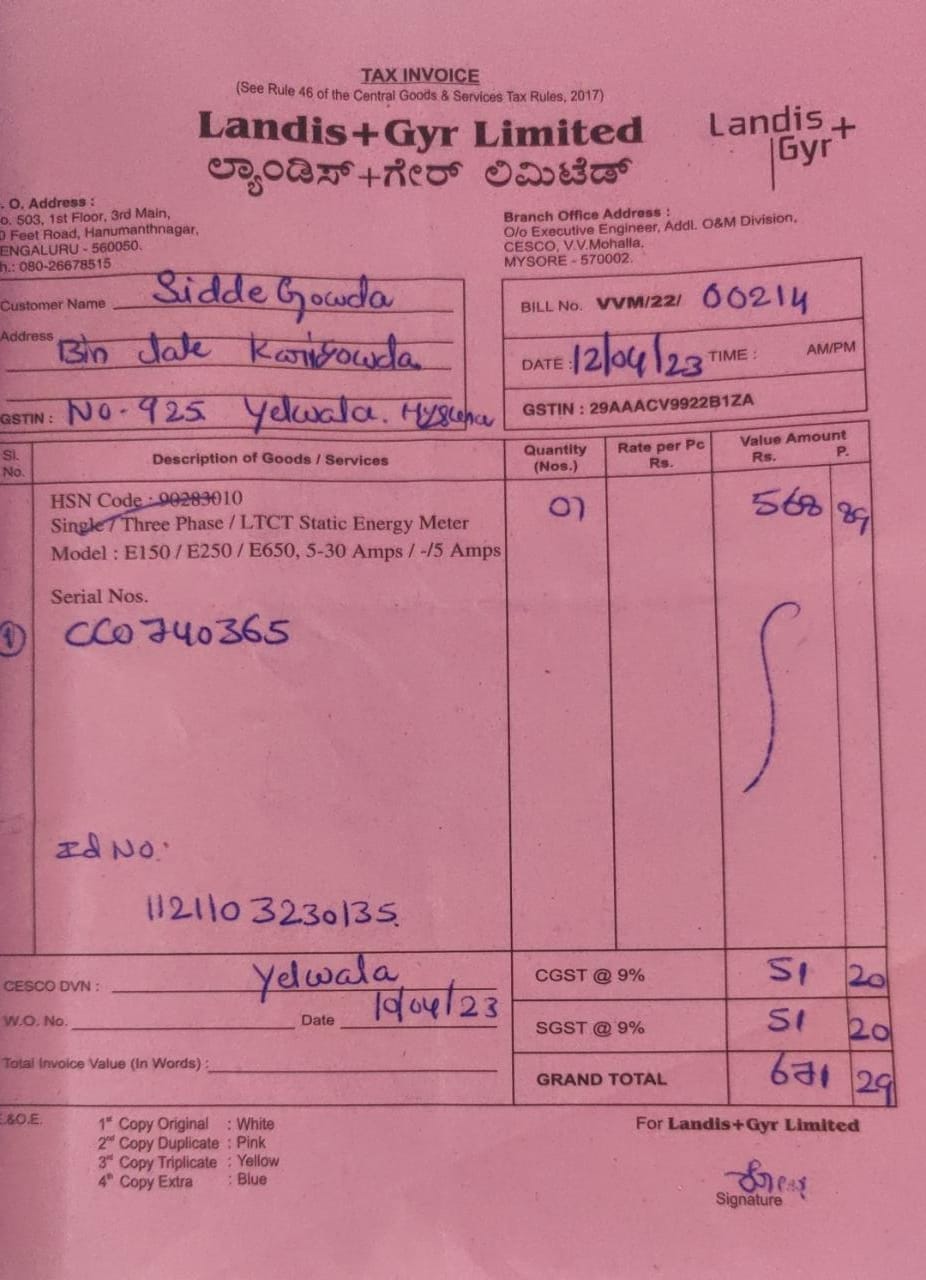 TAX INVOICE
(See Rule 46 of the Central Goods & Services Tax Rules, 2017)
Landis+Gyr Limited
ಲ್ಯಾಂಡಿಸ್+ಗೇರ್ ಲಿಮಿಟೆಡ್
Landis
Gyr+
. O. Address :
o. 503, 1st Floor, 3rd Main,
0 Feet Road, Hanumanthnagar,
ENGALURU - 560050.
h.: 080-26678515
Branch Office Address :
O/o Executive Engineer, Addl. O&M Division,
CESCO, V.V.Mohalla,
MYSORE - 570002.
Customer Name Sidde Gowda
Address Bin late Karigowda
GSTIN : No-925 Yelwala.
BILL No. VVM/22/ 00214
DATE : 12/04/23 TIME : AM/PM
GSTIN : 29AAACV9922B1ZA
Sl. No. Description of Goods / Services Quantity (Nos.) Rate per Pc Rs. Value Amount Rs. P.
HSN Code : 90283010 01 568 89
Single / Three Phase / LTCT Static Energy Meter
Model : E150 / E250 / E650, 5-30 Amps / -/5 Amps
Serial Nos.
1 CC0740365
Id No.
1121103230135
CESCO DVN : Yelwala
W.O. No. Date 10/04/23
Total Invoice Value (In Words) :
CGST @ 9% 51 20
SGST @ 9% 51 20
GRAND TOTAL 671 29
.&O.E.
1st Copy Original : White
2nd Copy Duplicate : Pink
3rd Copy Triplicate : Yellow
4th Copy Extra : Blue
For Landis+Gyr Limited
Signature